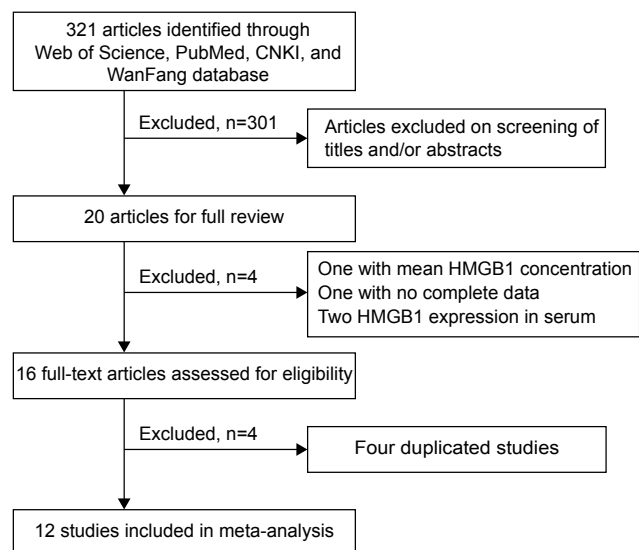 321 articles identified through
Web of Science, PubMed, CNKI, and
WanFang database
Excluded, n=301
Articles excluded on screening of
titles and/or abstracts
20 articles for full review
Excluded, n=4
One with mean HMGB1 concentration
One with no complete data
Two HMGB1 expression in serum
16 full-text articles assessed for eligibility
Excluded, n=4
Four duplicated studies
12 studies included in meta-analysis